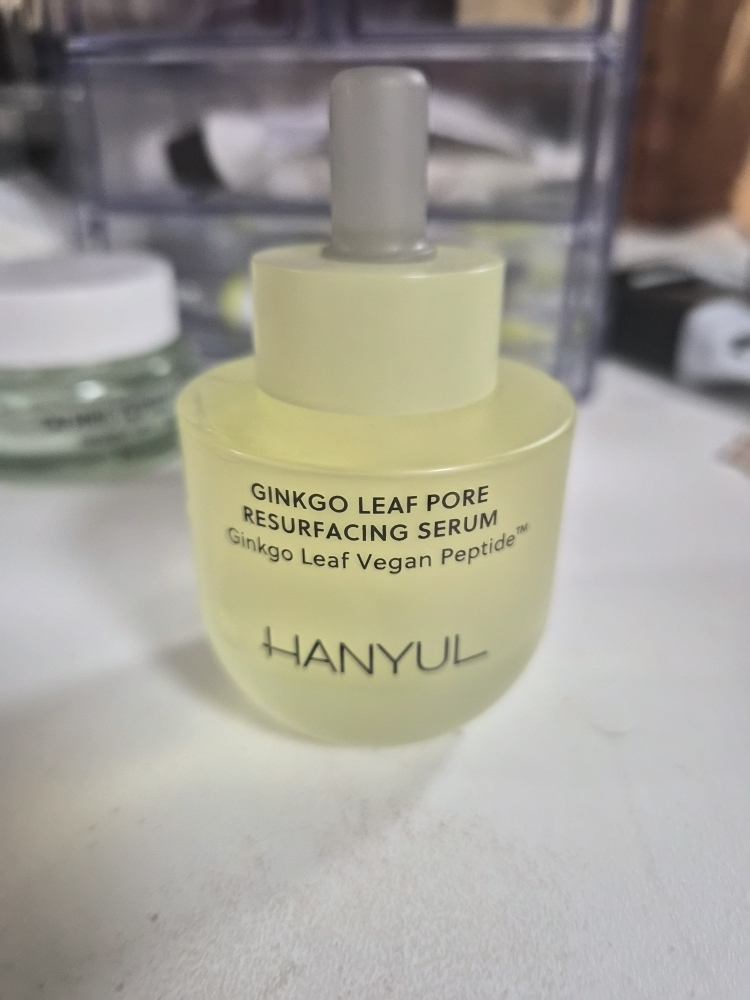 GINKGO LEAF PORE
RESURFACING SERUM
Ginkgo Leaf Vegan Peptide™
HANYUL